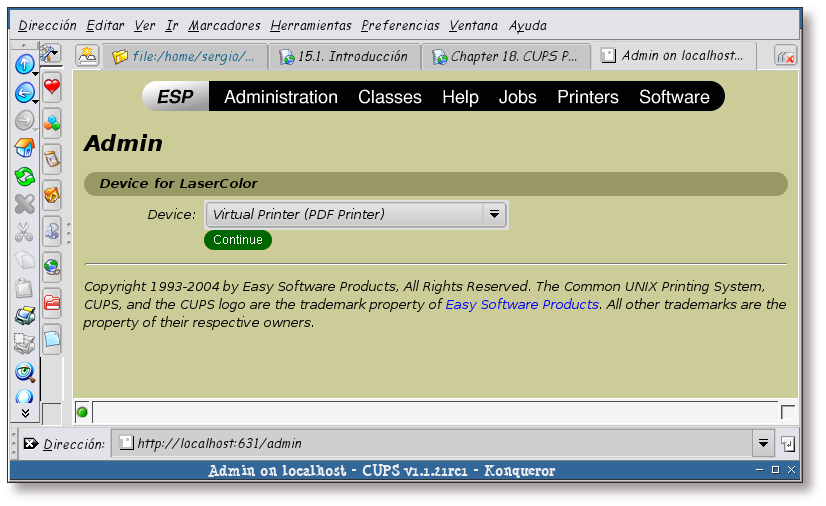 Dirección Editar Ver Ir Marcadores Herramientas Preferencias Ventana Ayuda
file:/home/sergio/... 15.1. Introducción Chapter 18. CUPS P... Admin on localhost...
ESP Administration Classes Help Jobs Printers Software
Admin
Device for LaserColor
Device: Virtual Printer (PDF Printer)
Continue
Copyright 1993-2004 by Easy Software Products, All Rights Reserved. The Common UNIX Printing System,
CUPS, and the CUPS logo are the trademark property of Easy Software Products. All other trademarks are the
property of their respective owners.
Dirección: http://localhost:631/admin
Admin on localhost - CUPS v1.1.21rc1 - Konqueror